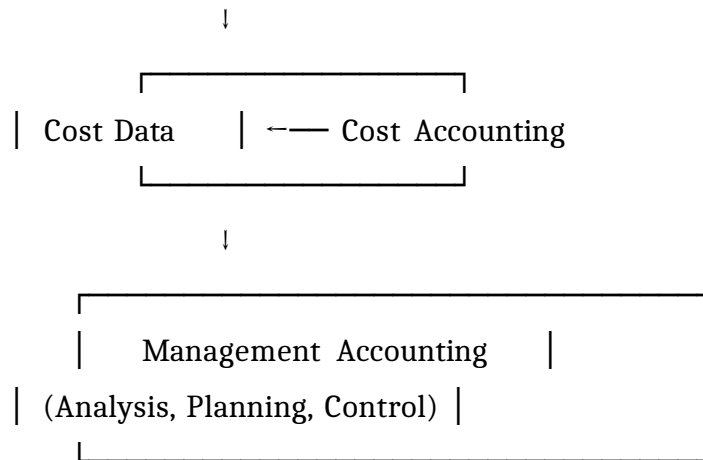 ↓
┌──────────────────┐
│ Cost Data │ ←── Cost Accounting
└──────────────────┘
↓
┌───────────────────────────────────
│ Management Accounting │
│ (Analysis, Planning, Control) │
└───────────────────────────────────